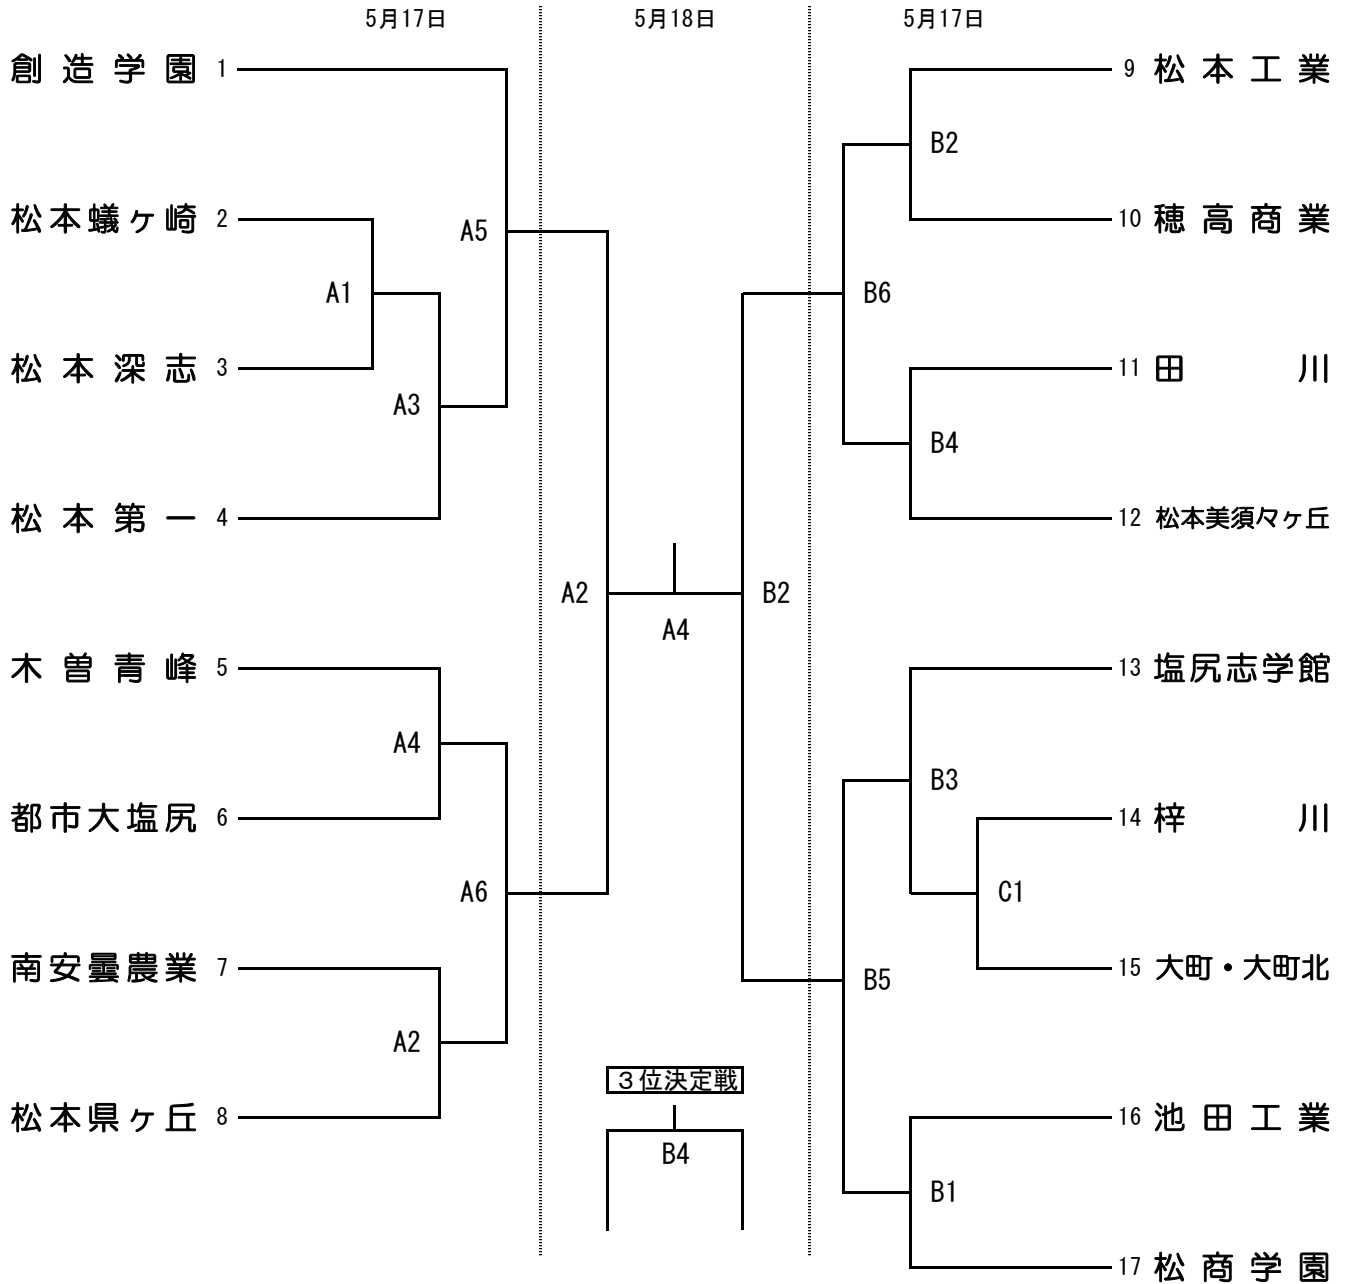 5月17日 5月18日 5月17日
創造学園 1
松本蟻ヶ崎 2
松本深志 3
松本第一 4
木曽青峰 5
都市大塩尻 6
南安曇農業 7
松本県ヶ丘 8
A1
A3
A5
A4
A6
A2
A2
A4
B2
3位決定戦
B4
9 松本工業
10 穂高商業
11 田川
12 松本美須々ヶ丘
13 塩尻志学館
14 梓川
15 大町・大町北
16 池田工業
17 松商学園
B2
B6
B4
B3
C1
B5
B1